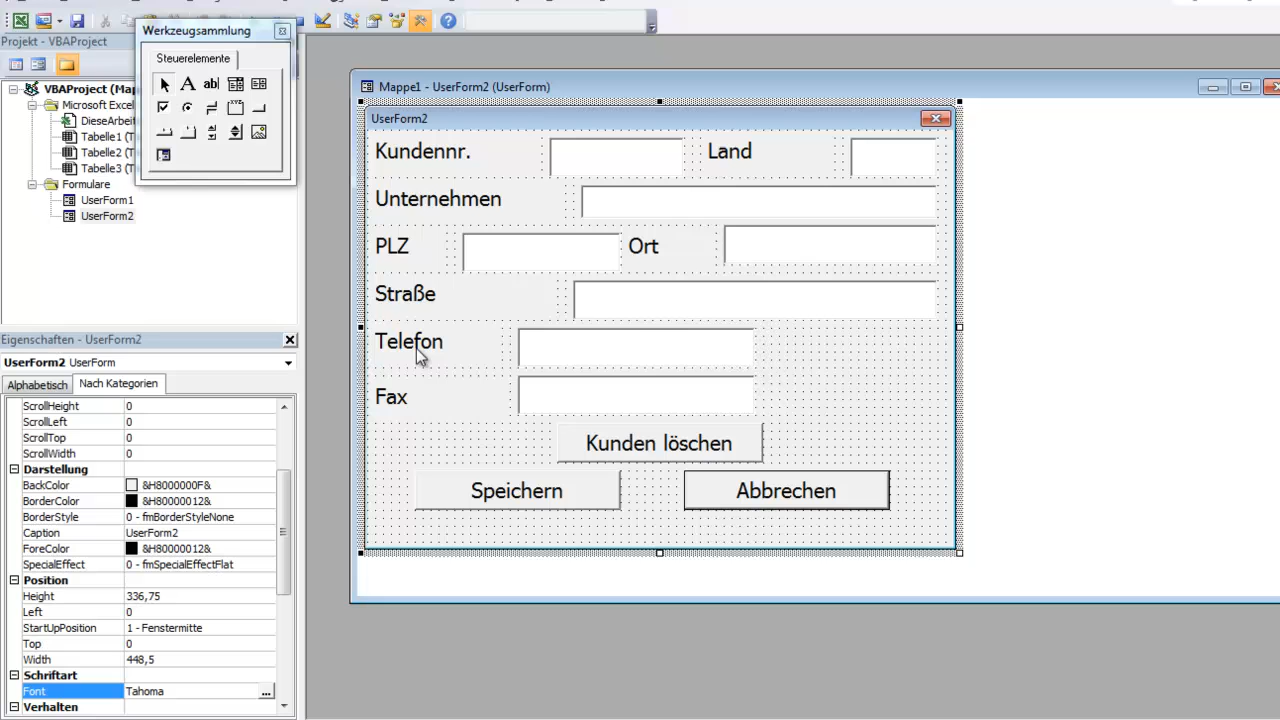 Projekt - VBAProject
Werkzeugsammlung
Steuerelemente
A
ab|
VBAProject (Map
Microsoft Excel
DieseArbeit
Tabelle1 (T
Tabelle2 (T
Tabelle3 (T
Formulare
UserForm1
UserForm2
Eigenschaften - UserForm2
UserForm2 UserForm
Alphabetisch
Nach Kategorien
ScrollHeight 0
ScrollLeft 0
ScrollTop 0
ScrollWidth 0
Darstellung
BackColor &H8000000F&
BorderColor &H80000012&
BorderStyle 0 - fmBorderStyleNone
Caption UserForm2
ForeColor &H80000012&
SpecialEffect 0 - fmSpecialEffectFlat
Position
Height 336,75
Left 0
StartUpPosition 1 - Fenstermitte
Top 0
Width 448,5
Schriftart
Font Tahoma ...
Verhalten
Mappe1 - UserForm2 (UserForm)
UserForm2
Kundennr. Land
Unternehmen
PLZ Ort
Straße
Telefon
Fax
Kunden löschen
Speichern Abbrechen